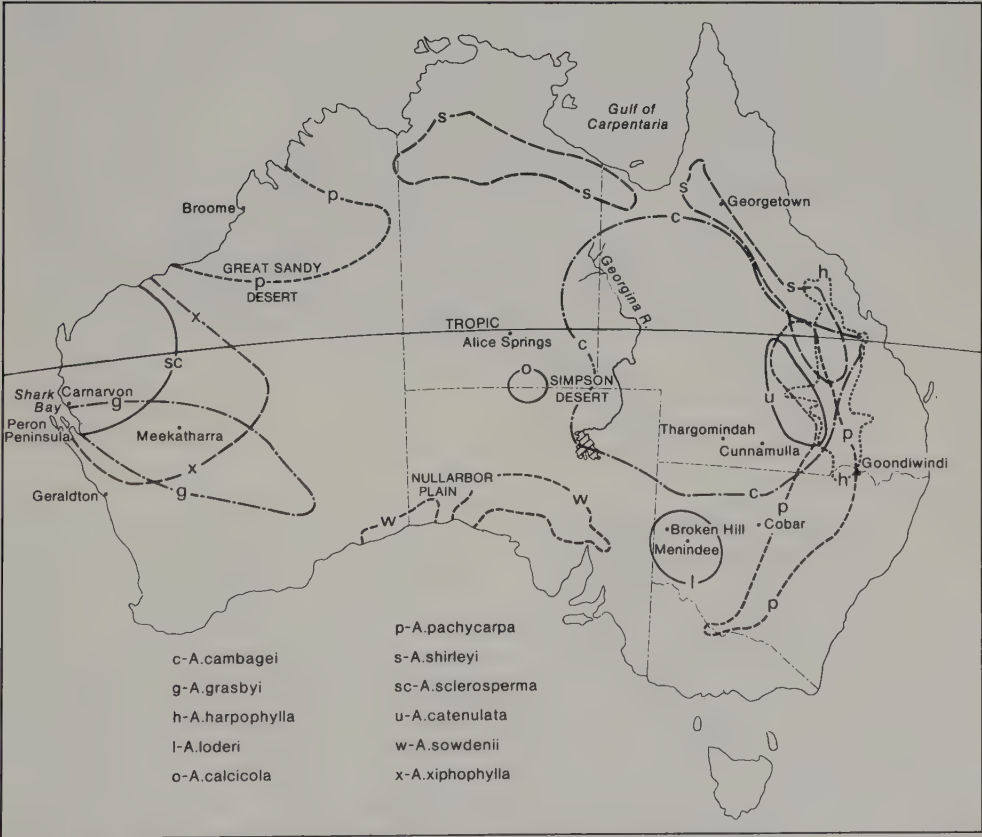 s
Gulf of
Carpentaria
s
s
Georgetown
p
s
c
Broome
GREAT SANDY
p
DESERT
Georgina R.
h
s
x
TROPIC
Alice Springs
c
sc
o
SIMPSON
DESERT
Shark
Bay
Carnarvon
g
u
Peron
Peninsula
Meekatharra
Thargomindah
Cunnamulla
p
Goondiwindi
x
h
NULLARBOR
PLAIN
Geraldton
g
w
c
p
w
Broken Hill
Cobar
Menindee
l
p
c-A.cambagei
g-A.grasbyi
h-A.harpophylla
l-A.loderi
o-A.calcicola
p-A.pachycarpa
s-A.shirleyi
sc-A.sclerosperma
u-A.catenulata
w-A.sowdenii
x-A.xiphophylla